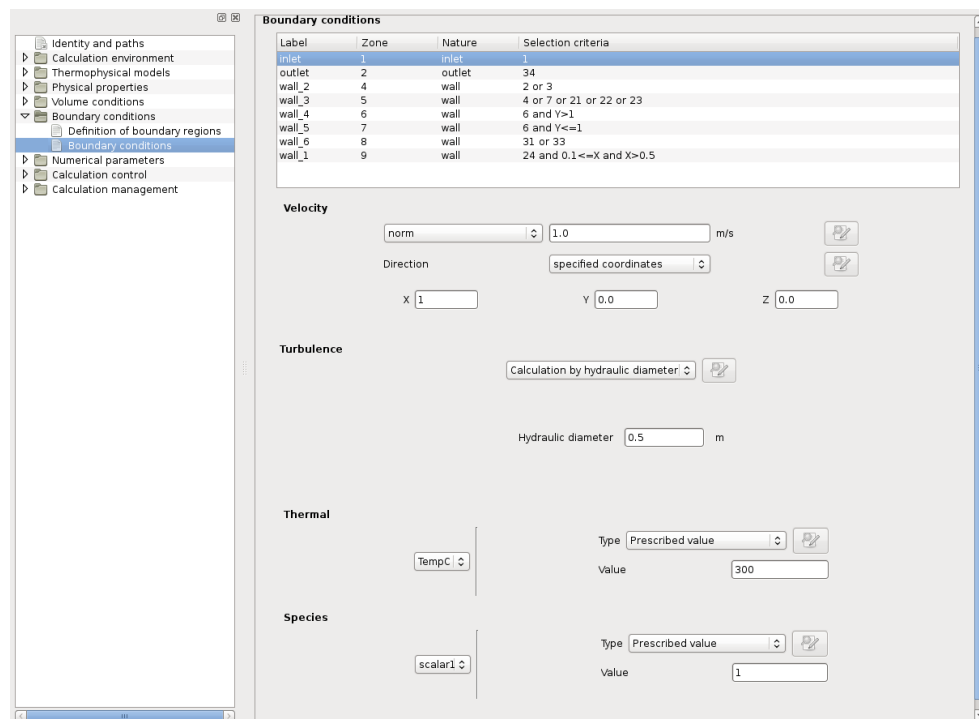 Identity and paths
Calculation environment
Thermophysical models
Physical properties
Volume conditions
Boundary conditions
Definition of boundary regions
Boundary conditions
Numerical parameters
Calculation control
Calculation management
Boundary conditions
Label Zone Nature Selection criteria
inlet 1 inlet 1
outlet 2 outlet 34
wall_2 4 wall 2 or 3
wall_3 5 wall 4 or 7 or 21 or 22 or 23
wall_4 6 wall 6 and Y>1
wall_5 7 wall 6 and Y<=1
wall_6 8 wall 31 or 33
wall_1 9 wall 24 and 0.1<=X and X>0.5
Velocity
norm 1.0 m/s
Direction specified coordinates
X 1 Y 0.0 Z 0.0
Turbulence
Calculation by hydraulic diameter
Hydraulic diameter 0.5 m
Thermal
Type Prescribed value
TempC
Value 300
Species
Type Prescribed value
scalar1
Value 1